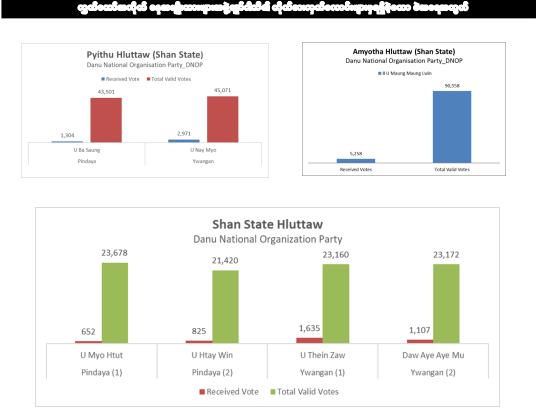 Pyithu Hluttaw (Shan State)
Danu National Organisation Party_DNOP
Received Vote Total Valid Votes
43,501 45,071
1,304 2,971
U Ba Saung U Nay Myo
Pindaya Ywangan
Amyotha Hluttaw (Shan State)
Danu National Organisation Party_DNOP
8 U Maung Maung Lwin
90,558
5,258
Received Votes Total Valid Votes
Shan State Hluttaw
Danu National Organization Party
23,678 21,420 23,160 23,172
652 825 1,635 1,107
U Myo Htut U Htay Win U Thein Zaw Daw Aye Aye Mu
Pindaya (1) Pindaya (2) Ywangan (1) Ywangan (2)
Received Vote Total Valid Votes